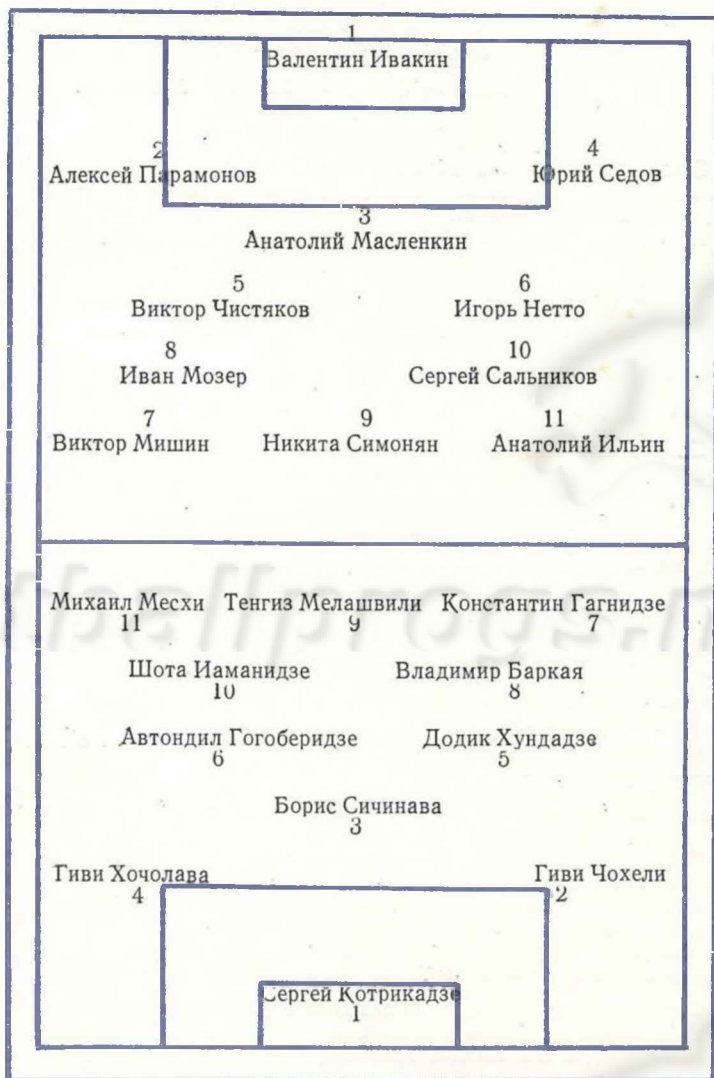 1
Валентин Ивакин
2 4
Алексей Парамонов Юрий Седов
3
Анатолий Масленкин
5 6
Виктор Чистяков Игорь Нетто
8 10
Иван Мозер Сергей Сальников
7 9 11
Виктор Мишин Никита Симонян Анатолий Ильин
Михаил Месхи Тенгиз Мелашвили Константин Гагнидзе
11 9 7
Шота Иаманидзе Владимир Баркая
10 8
Автондил Гогоберидзе Додик Хундадзе
6 5
Борис Сичинава
3
Гиви Хочолава Гиви Чохели
4 2
Сергей Котрикадзе
1